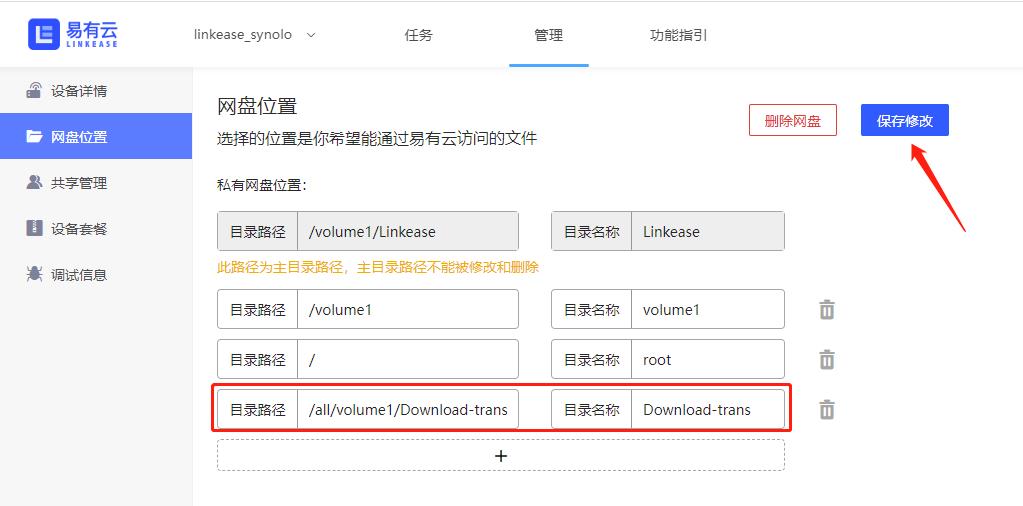 易有云
LINKEASE
linkease_synolo
任务
管理
功能指引
设备详情
网盘位置
共享管理
设备套餐
调试信息
网盘位置
选择的位置是你希望能通过易有云访问的文件
删除网盘
保存修改
私有网盘位置：
目录路径 /volume1/Linkease 目录名称 Linkease
此路径为主目录路径，主目录路径不能被修改和删除
目录路径 /volume1 目录名称 volume1
目录路径 / 目录名称 root
目录路径 /all/volume1/Download-trans 目录名称 Download-trans
+